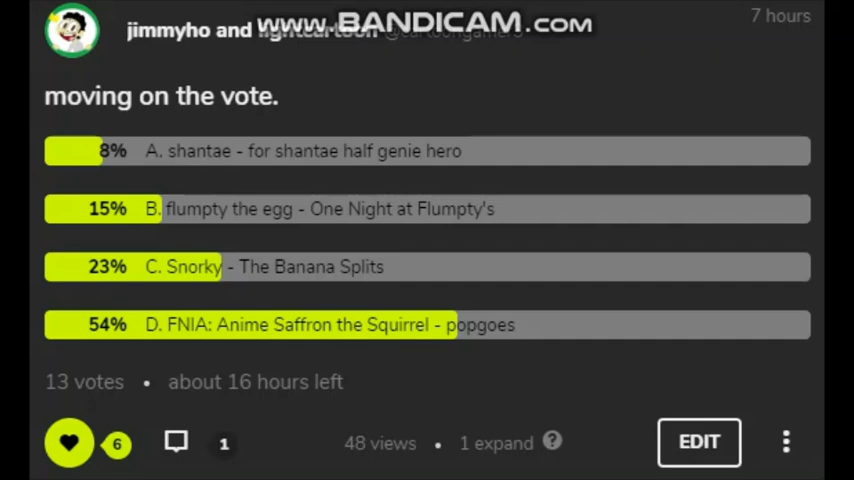 www.BANDICAM.com
7 hours
jimmyho and lightcartoon @cartoongamer5
moving on the vote.
8% A. shantae - for shantae half genie hero
15% B. flumpty the egg - One Night at Flumpty's
23% C. Snorky - The Banana Splits
54% D. FNIA: Anime Saffron the Squirrel - popgoes
13 votes • about 16 hours left
6 1 48 views • 1 expand ? EDIT